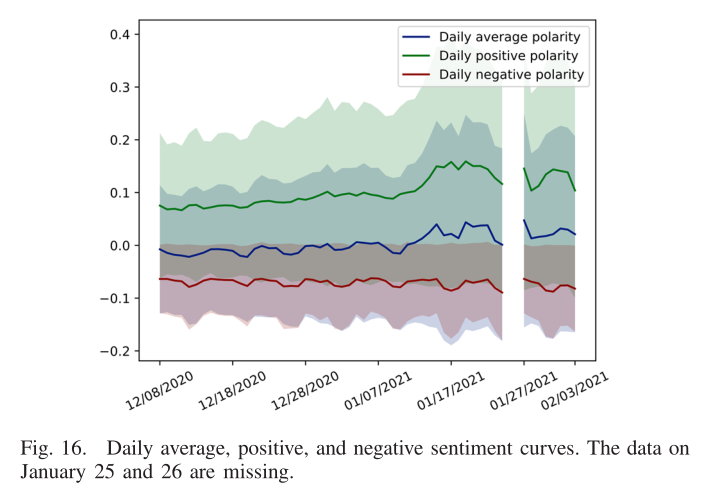 0.4
0.3
0.2
0.1
0.0
−0.1
−0.2
Daily average polarity
Daily positive polarity
Daily negative polarity
12/08/2020
12/18/2020
12/28/2020
01/07/2021
01/17/2021
01/27/2021
02/03/2021
Fig. 16. Daily average, positive, and negative sentiment curves. The data on
January 25 and 26 are missing.